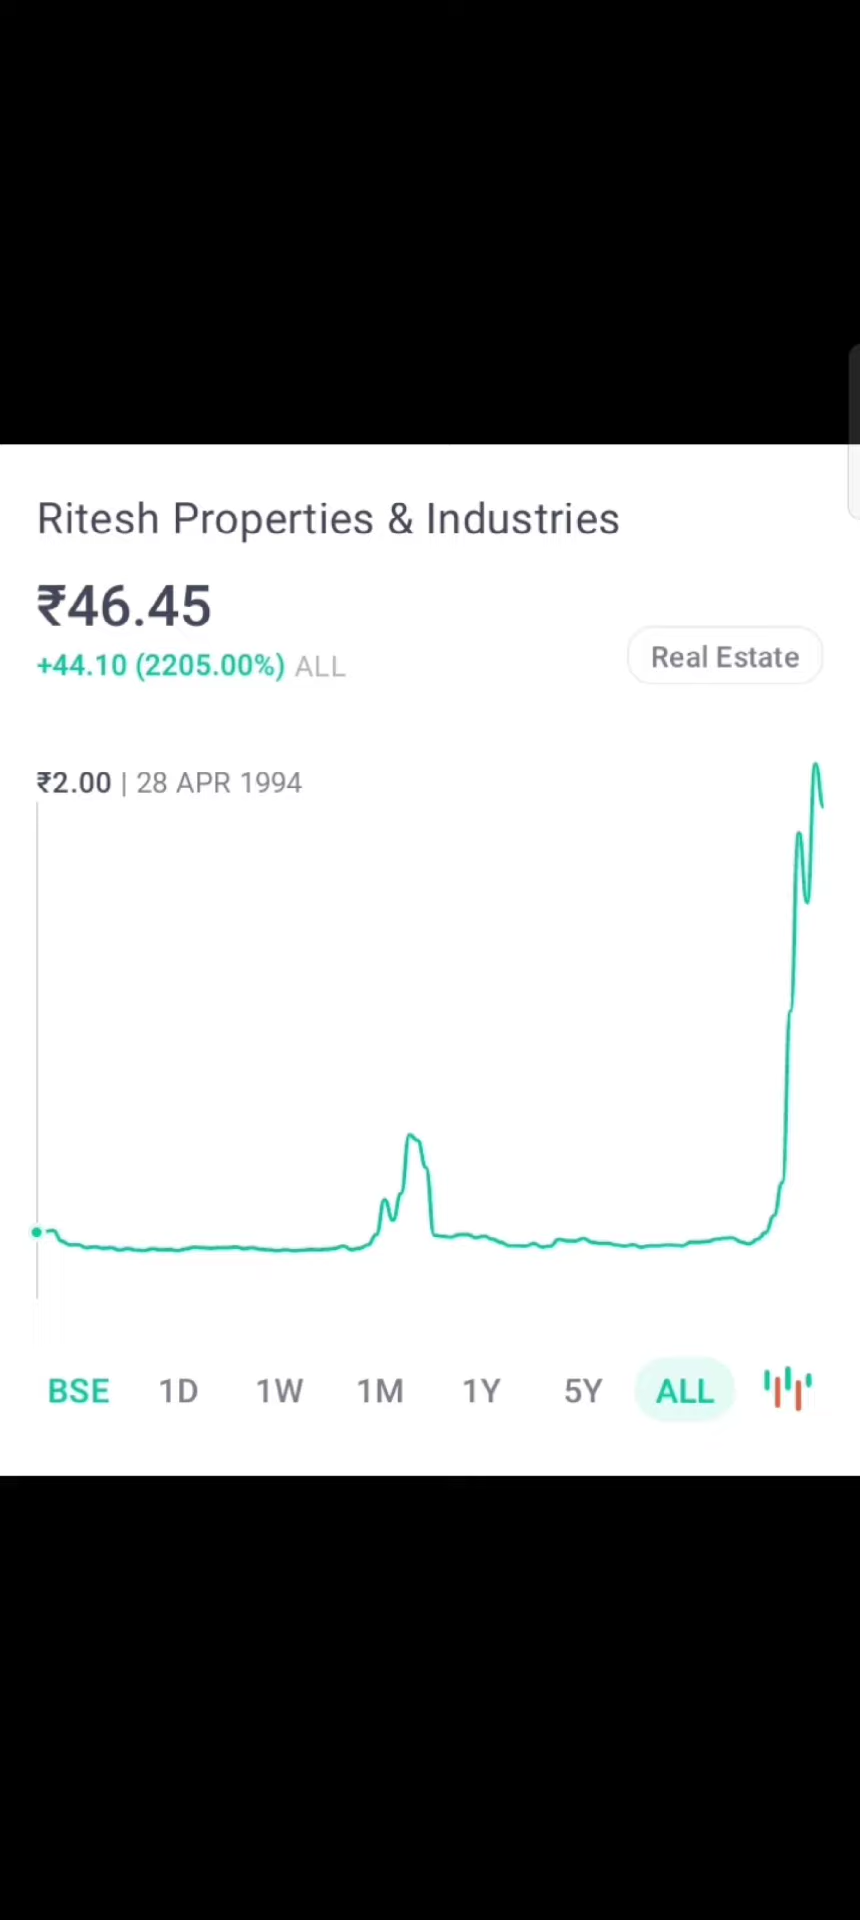 Ritesh Properties & Industries
₹46.45
+44.10 (2205.00%) ALL
Real Estate
₹2.00 | 28 APR 1994
BSE 1D 1W 1M 1Y 5Y ALL